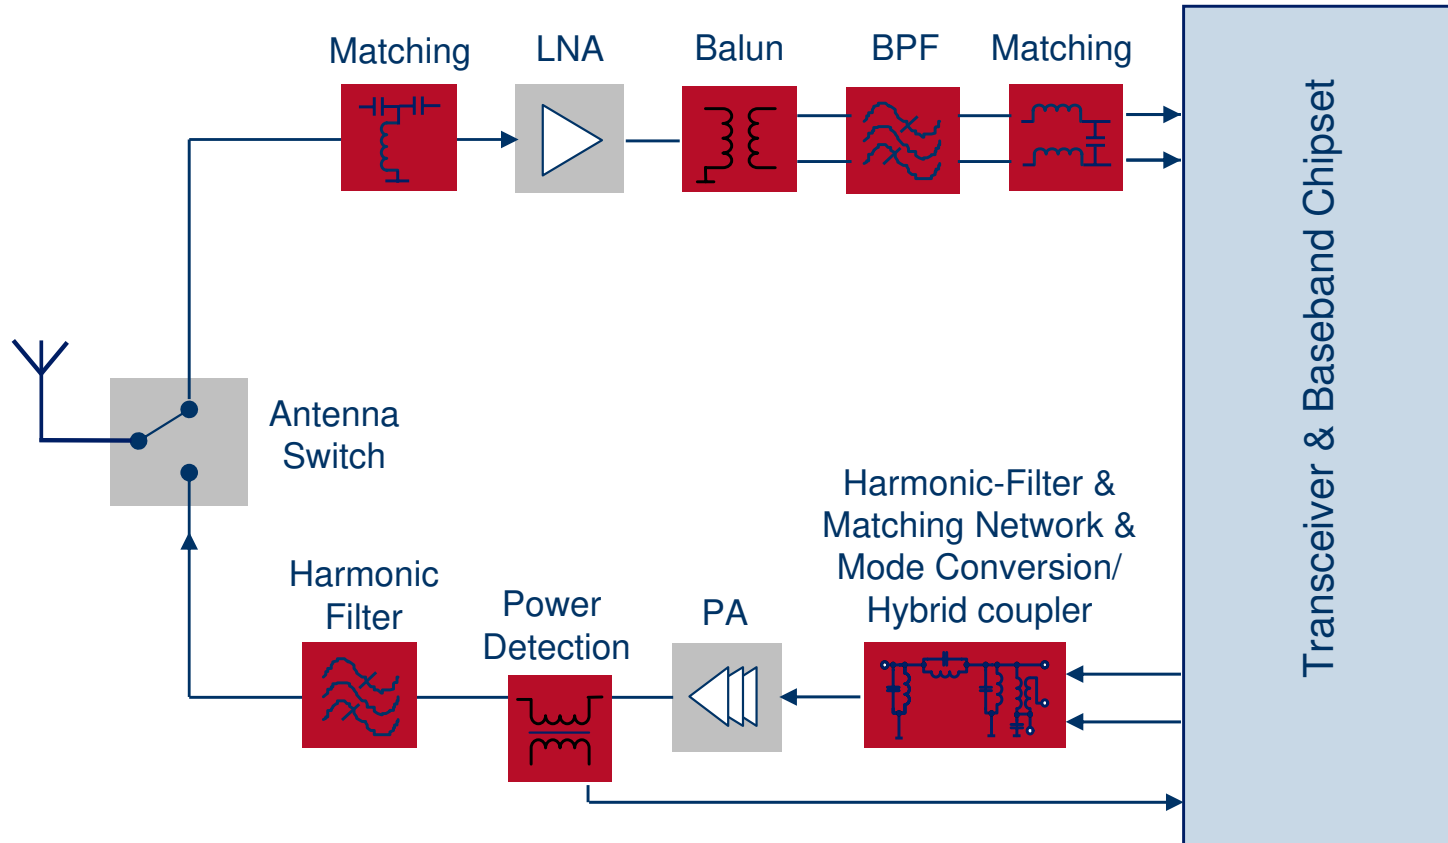 Matching
LNA
Balun
BPF
Matching
Transceiver & Baseband Chipset
Antenna
Switch
Harmonic-Filter &
Matching Network &
Mode Conversion/
Hybrid coupler
Harmonic
Filter
Power
Detection
PA